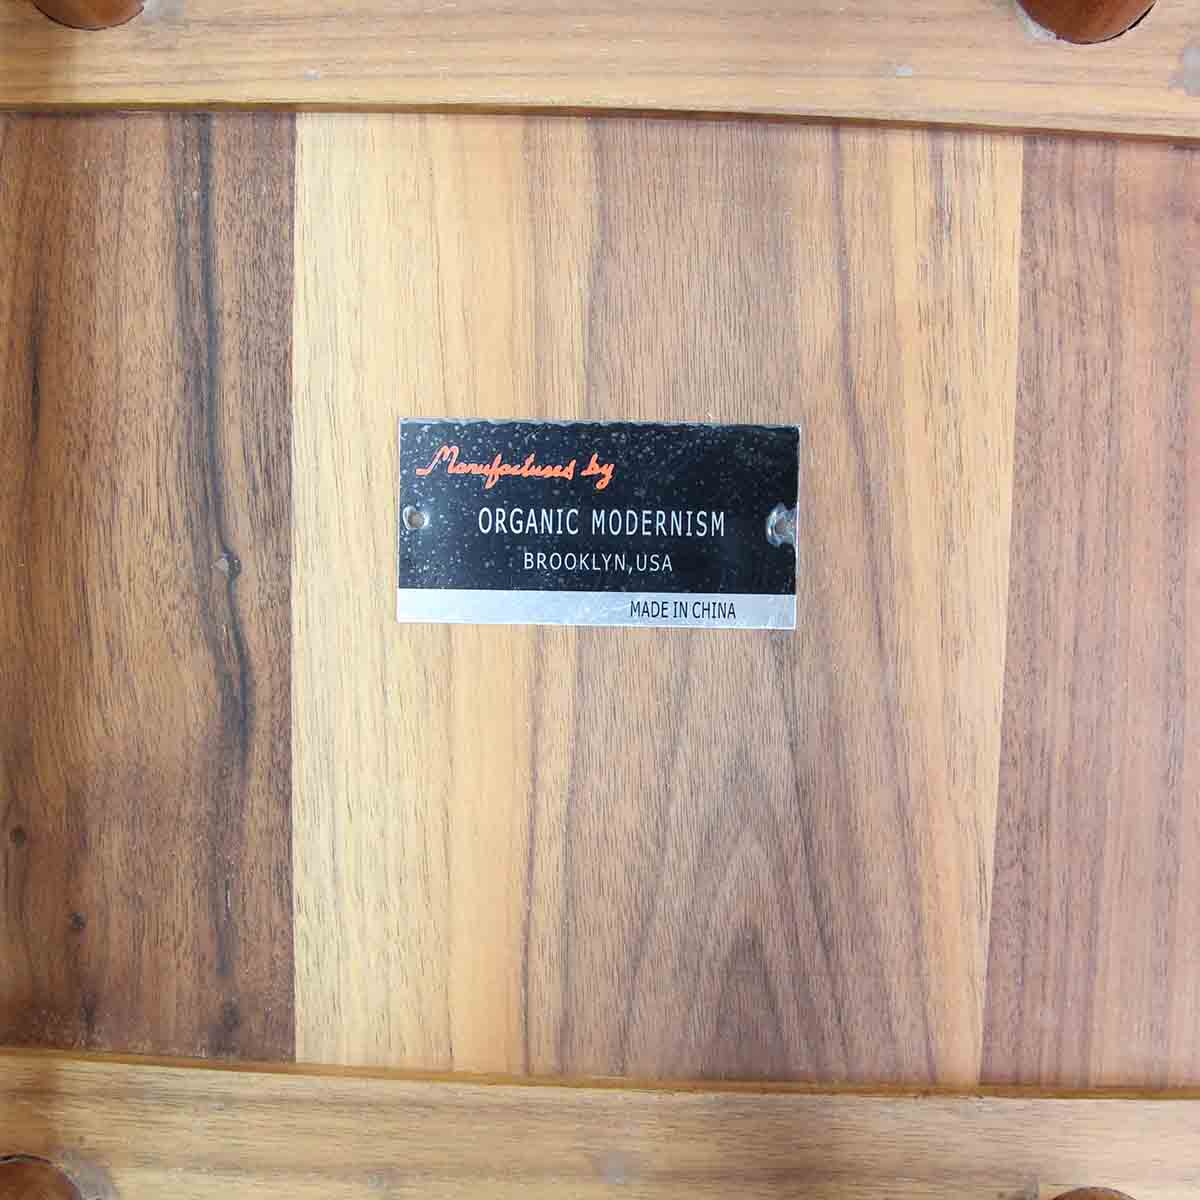 Manufactured by
ORGANIC MODERNISM
BROOKLYN,USA
MADE IN CHINA